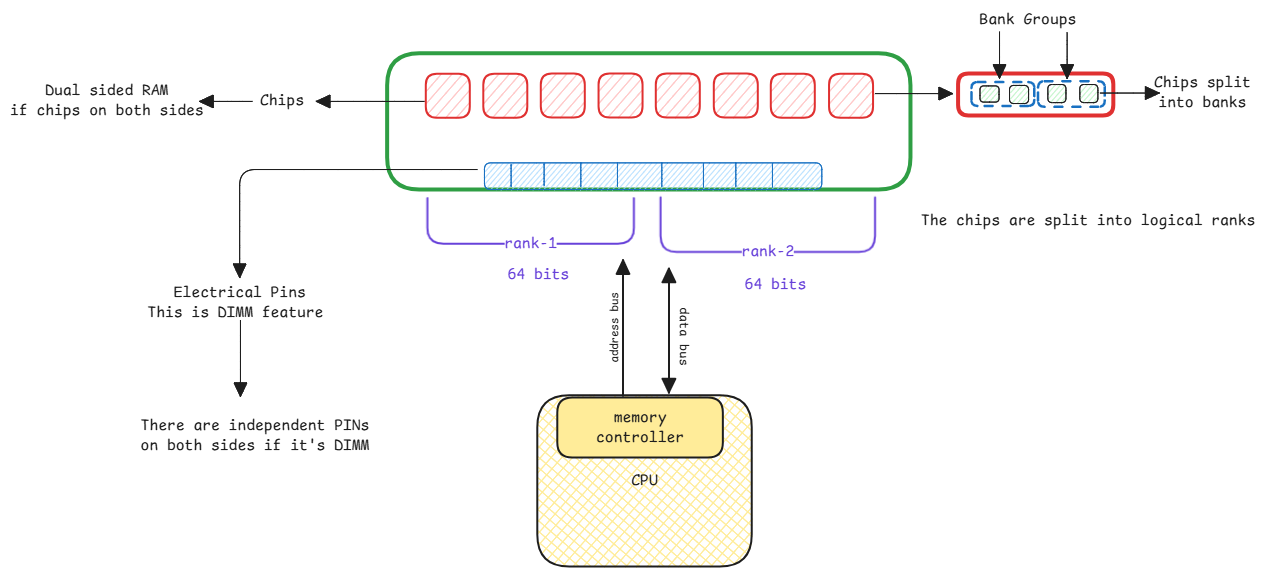 Bank Groups
Dual sided RAM
if chips on both sides
Chips
Chips split
into banks
The chips are split into logical ranks
rank-1
64 bits
rank-2
64 bits
Electrical Pins
This is DIMM feature
address bus
data bus
There are independent PINs
on both sides if it's DIMM
memory
controller
CPU